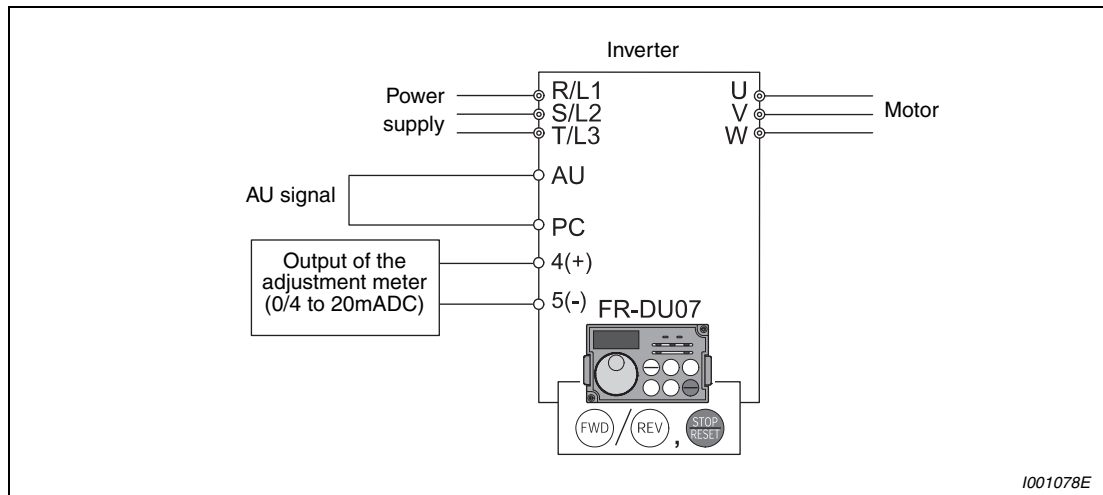 Inverter
Power
supply
R/L1
S/L2
T/L3
U
V
W
Motor
AU signal
AU
PC
Output of the
adjustment meter
(0/4 to 20mADC)
4(+)
5(-)
FR-DU07
FWD / REV , STOP
RESET
I001078E